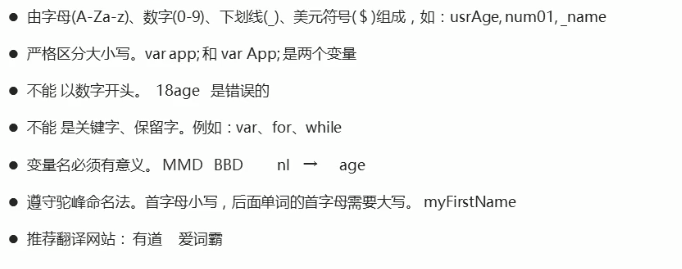 ● 由字母(A-Za-z)、数字(0-9)、下划线(_)、美元符号($)组成，如：usrAge, num01, _name
● 严格区分大小写。var app; 和 var App; 是两个变量
● 不能 以数字开头。 18age 是错误的
● 不能 是关键字、保留字。例如：var、for、while
● 变量名必须有意义。 MMD BBD nl → age
● 遵守驼峰命名法。首字母小写，后面单词的首字母需要大写。 myFirstName
● 推荐翻译网站： 有道 爱词霸